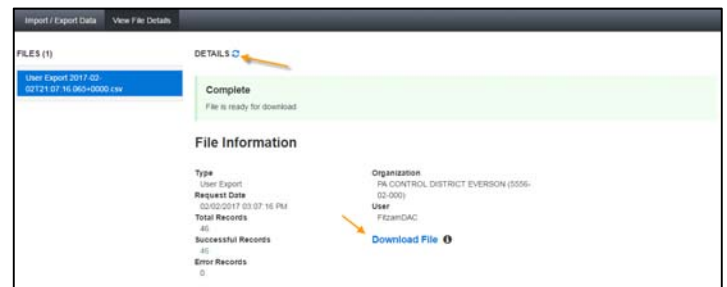 Import / Export Data View File Details
FILES (1)
DETAILS
User Export 2017-02-
02T21:07:16.065+0000.csv
Complete
File is ready for download
File Information
Type
User Export
Request Date
02/02/2017 03:07:16 PM
Total Records
46
Successful Records
46
Error Records
0
Organization
PA CONTROL DISTRICT EVERSON (5556-
02-000)
User
FitzamDAC
Download File